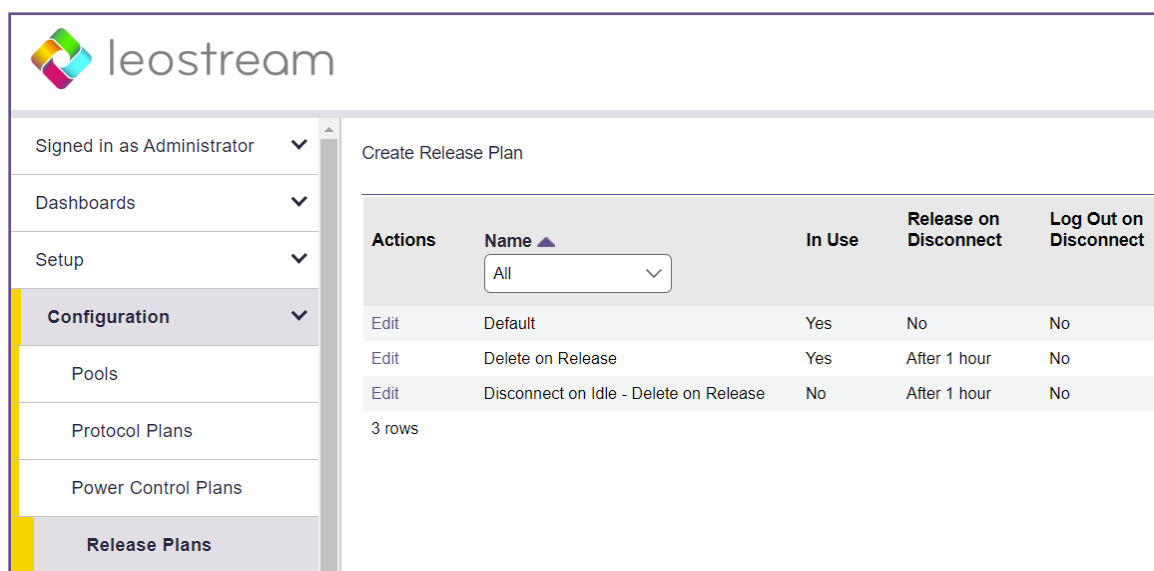 leostream
Signed in as Administrator
Dashboards
Setup
Configuration
Pools
Protocol Plans
Power Control Plans
Release Plans
Create Release Plan
Actions Name In Use Release on Disconnect Log Out on Disconnect
All
Edit Default Yes No No
Edit Delete on Release Yes After 1 hour No
Edit Disconnect on Idle - Delete on Release No After 1 hour No
3 rows